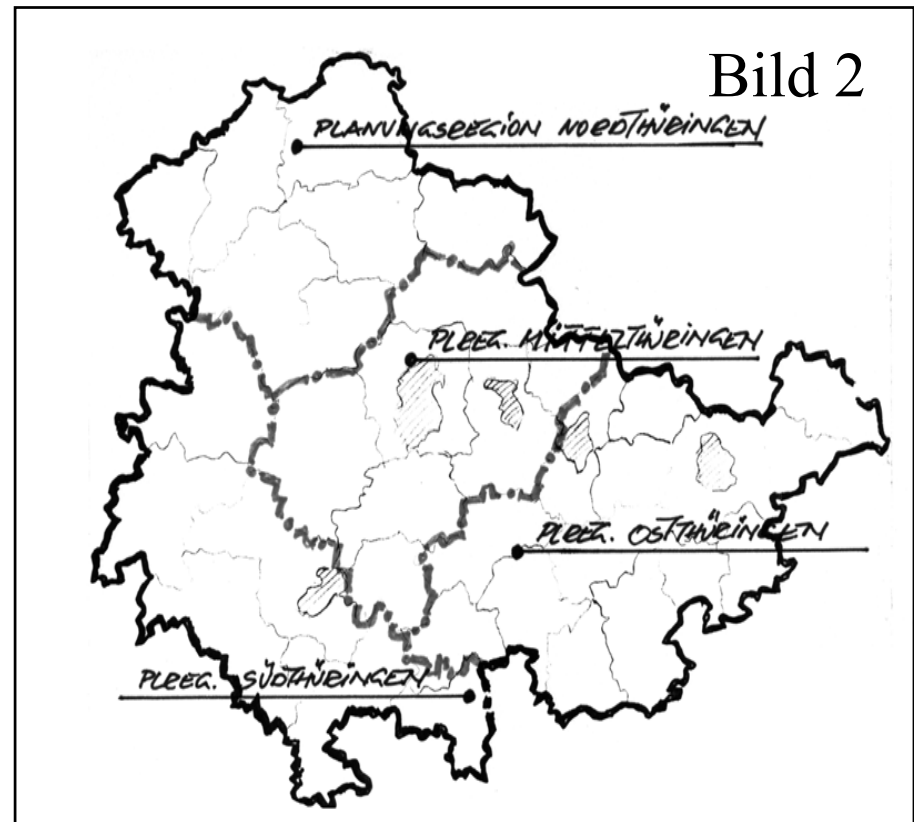 Bild 2
PLANUNGSREGION NORDTHÜRINGEN
PLREG. MITTELTHÜRINGEN
PLREG. OSTTHÜRINGEN
PLREG. SÜDTHÜRINGEN